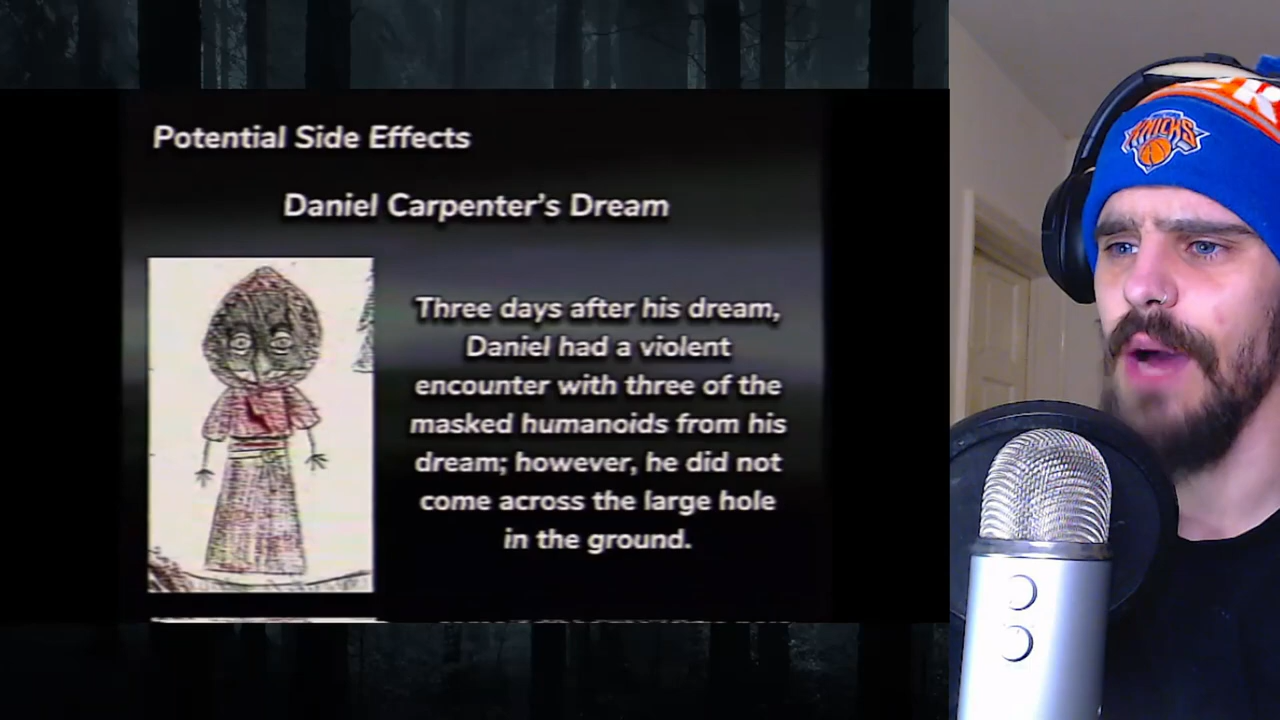 Potential Side Effects
Daniel Carpenter's Dream
Three days after his dream,
Daniel had a violent
encounter with three of the
masked humanoids from his
dream; however, he did not
come across the large hole
in the ground.
KNICKS